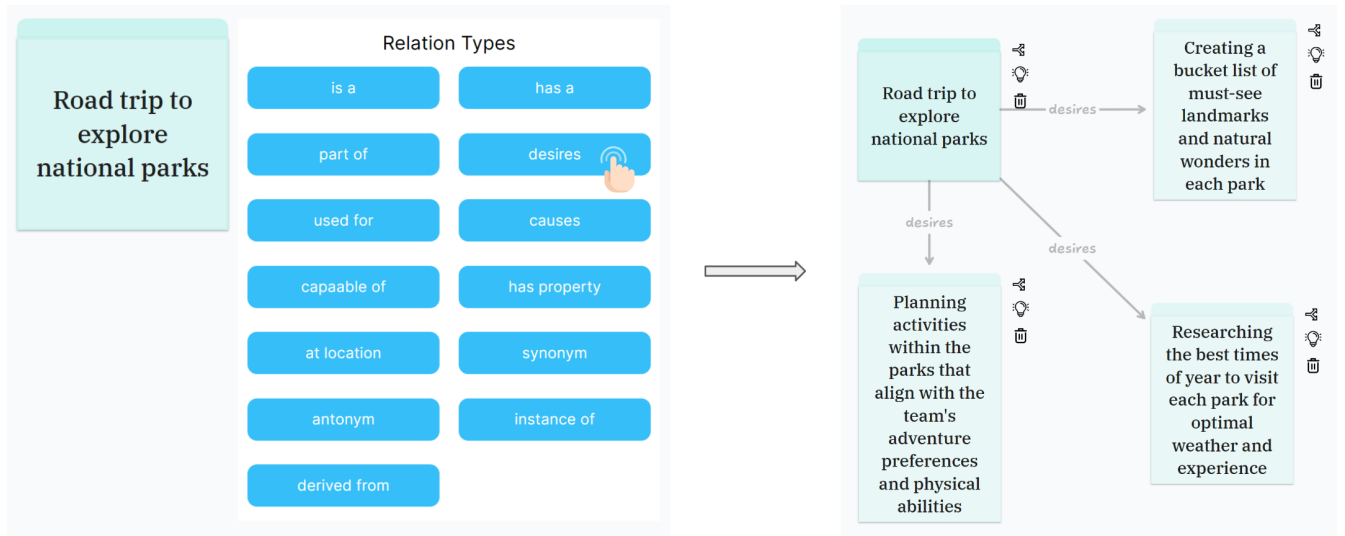 Road trip to
explore
national parks
Relation Types
is a
has a
part of
desires
used for
causes
capaable of
has property
at location
synonym
antonym
instance of
derived from
Road trip to
explore
national parks
desires
Creating a
bucket list of
must-see
landmarks
and natural
wonders in
each park
desires
desires
Planning
activities
within the
parks that
align with the
team's
adventure
preferences
and physical
abilities
Researching
the best times
of year to visit
each park for
optimal
weather and
experience